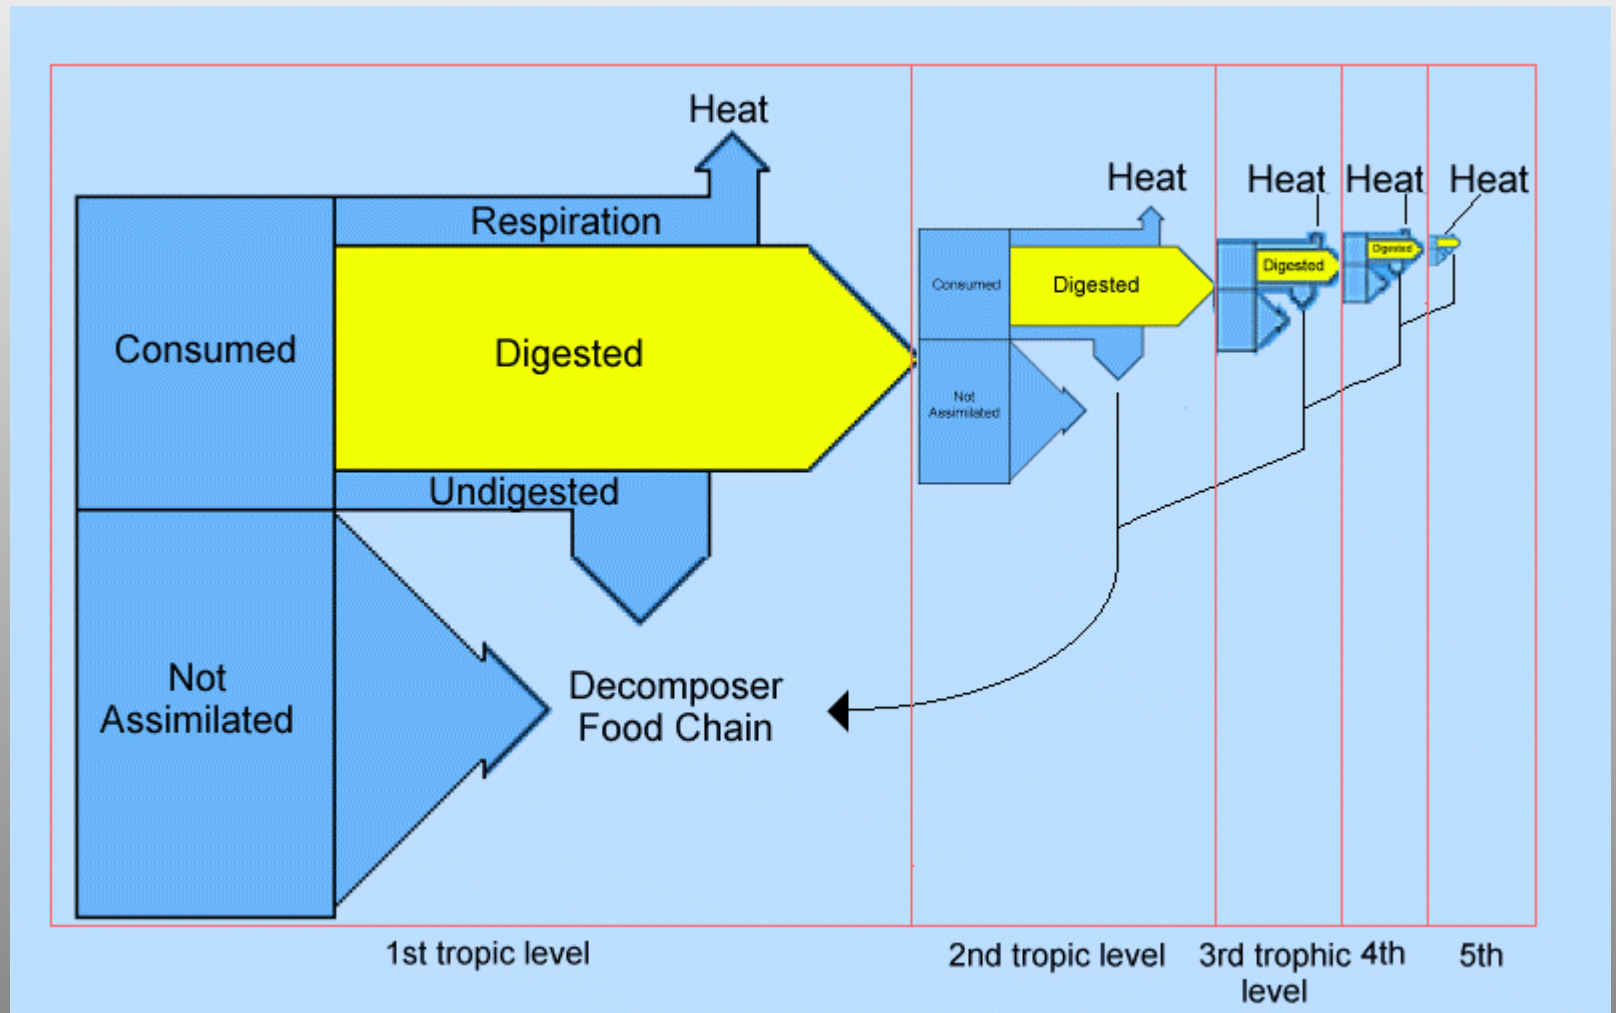 Heat
Respiration
Consumed
Digested
Undigested
Not
Assimilated
Decomposer
Food Chain
Heat
Consumed
Digested
Not
Assimilated
Heat
Digested
Heat
Digested
Heat
1st tropic level
2nd tropic level
3rd trophic
level
4th
5th